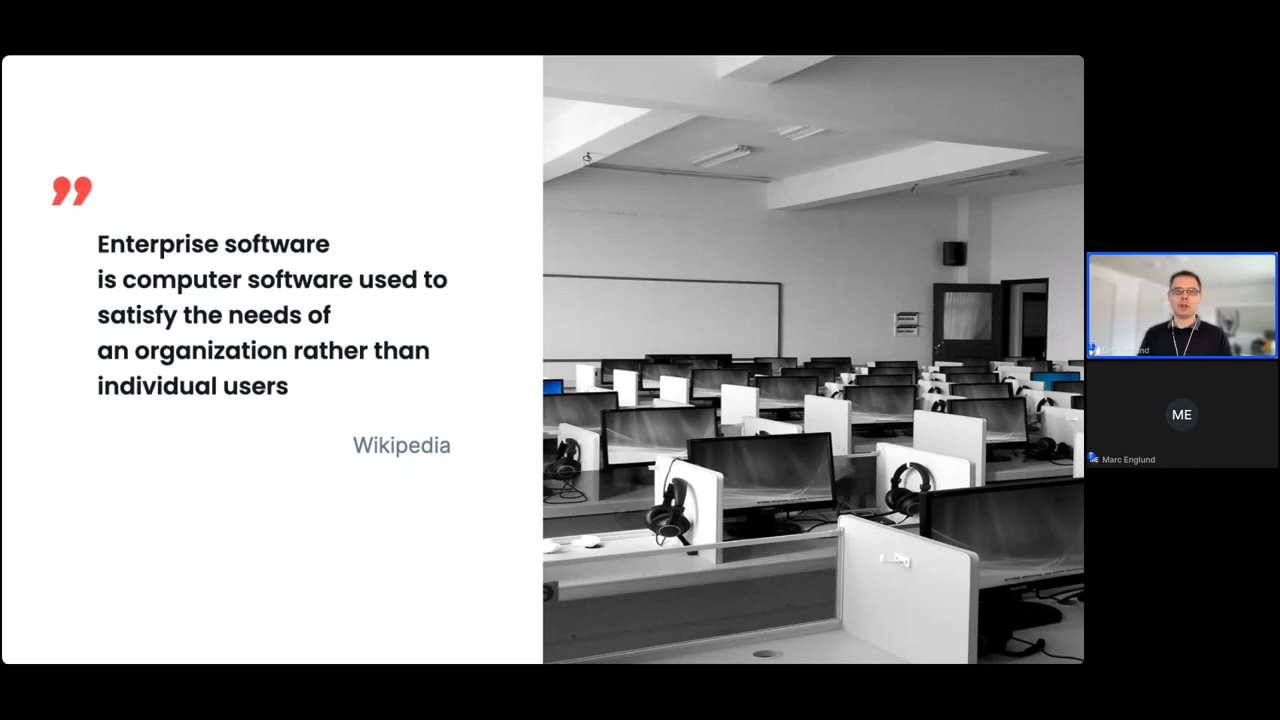 ”
Enterprise software
is computer software used to
satisfy the needs of
an organization rather than
individual users
Wikipedia
ME
Marc Englund